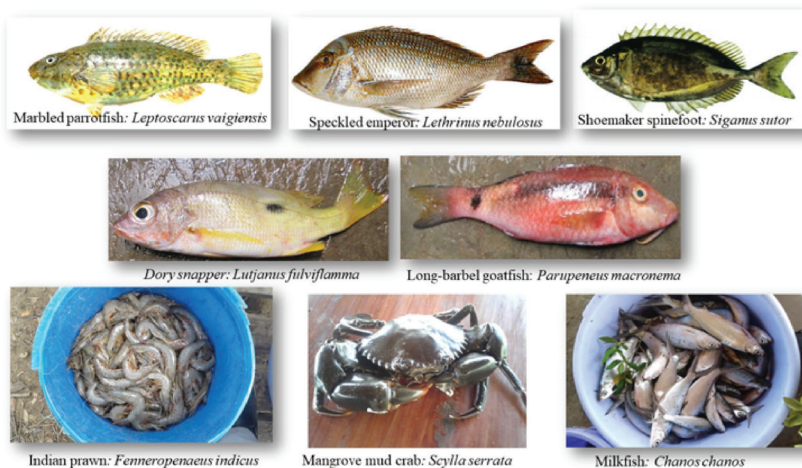 Marbled parrotfish: Leptoscarus vaigiensis
Speckled emperor: Lethrinus nebulosus
Shoemaker spinefoot: Siganus sutor
Dory snapper: Lutjanus fulviflamma
Long-barbel goatfish: Parupeneus macronema
Indian prawn: Fenneropenaeus indicus
Mangrove mud crab: Scylla serrata
Milkfish: Chanos chanos